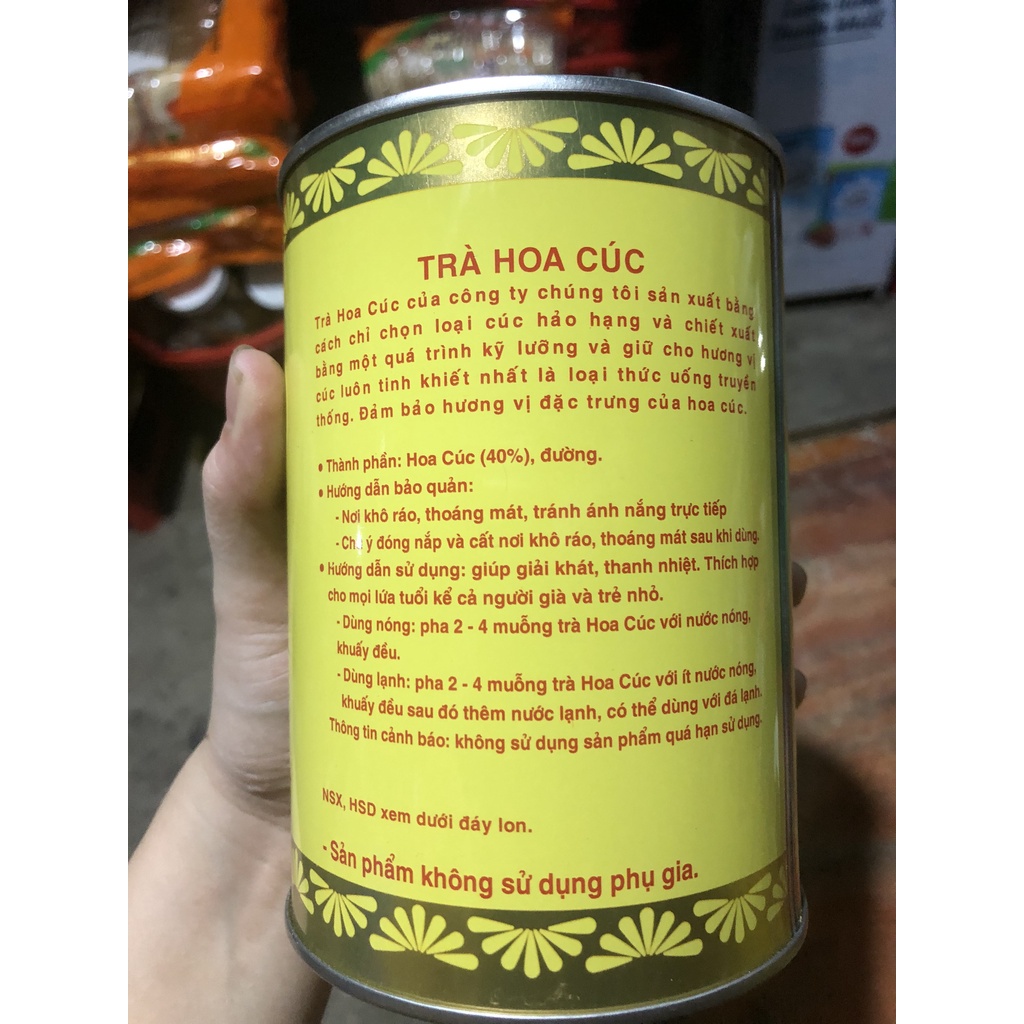 TRÀ HOA CÚC
Trà Hoa Cúc của công ty chúng tôi sản xuất bằng
cách chỉ chọn loại cúc hảo hạng và chiết xuất
bằng một quá trình kỹ lưỡng và giữ cho hương vị
cúc luôn tinh khiết nhất là loại thức uống truyền
thống. Đảm bảo hương vị đặc trưng của hoa cúc.
• Thành phần: Hoa Cúc (40%), đường.
• Hướng dẫn bảo quản:
- Nơi khô ráo, thoáng mát, tránh ánh nắng trực tiếp
- Chú ý đóng nắp và cất nơi khô ráo, thoáng mát sau khi dùng.
• Hướng dẫn sử dụng: giúp giải khát, thanh nhiệt. Thích hợp
cho mọi lứa tuổi kể cả người già và trẻ nhỏ.
- Dùng nóng: pha 2 - 4 muỗng trà Hoa Cúc với nước nóng,
khuấy đều.
- Dùng lạnh: pha 2 - 4 muỗng trà Hoa Cúc với ít nước nóng,
khuấy đều sau đó thêm nước lạnh, có thể dùng với đá lạnh.
Thông tin cảnh báo: không sử dụng sản phẩm quá hạn sử dụng.
NSX, HSD xem dưới đáy lon.
- Sản phẩm không sử dụng phụ gia.